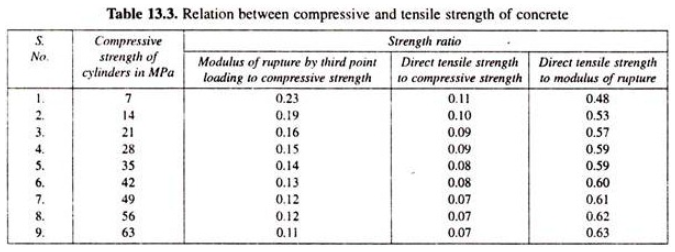 Table 13.3. Relation between compressive and tensile strength of concrete
S. No. Compressive strength of cylinders in MPa Strength ratio
Modulus of rupture by third point loading to compressive strength Direct tensile strength to compressive strength Direct tensile strength to modulus of rupture
1. 7 0.23 0.11 0.48
2. 14 0.19 0.10 0.53
3. 21 0.16 0.09 0.57
4. 28 0.15 0.09 0.59
5. 35 0.14 0.08 0.59
6. 42 0.13 0.08 0.60
7. 49 0.12 0.07 0.61
8. 56 0.12 0.07 0.62
9. 63 0.11 0.07 0.63